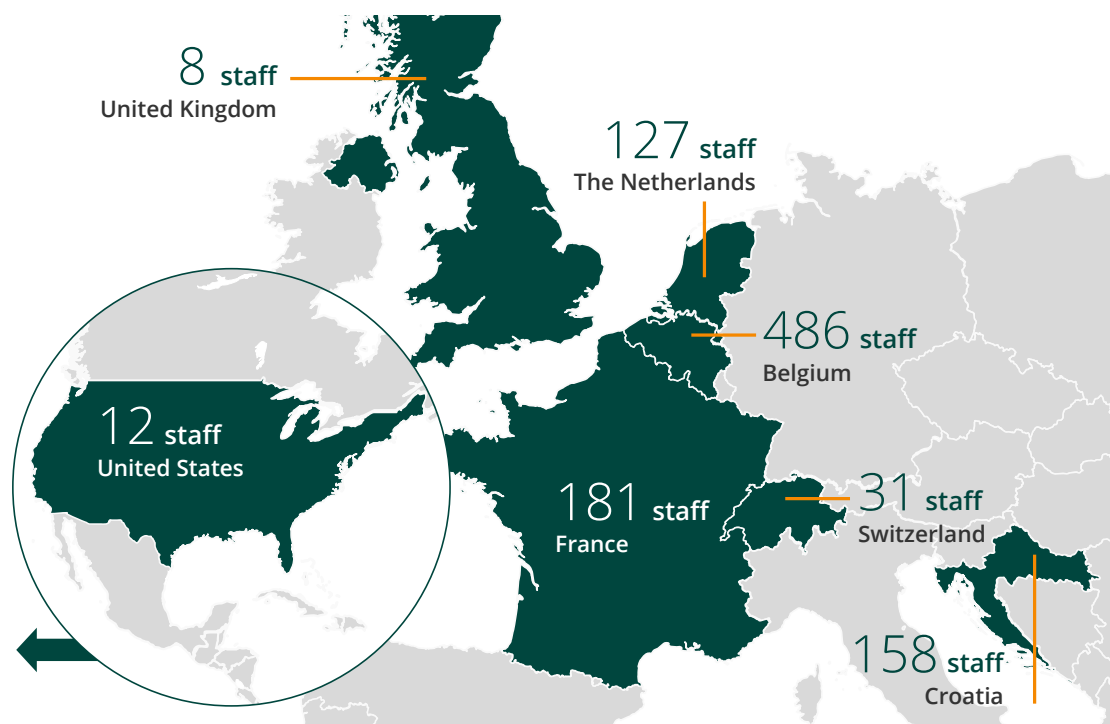 8 staff
United Kingdom
127 staff
The Netherlands
486 staff
Belgium
12 staff
United States
181 staff
France
31 staff
Switzerland
158 staff
Croatia